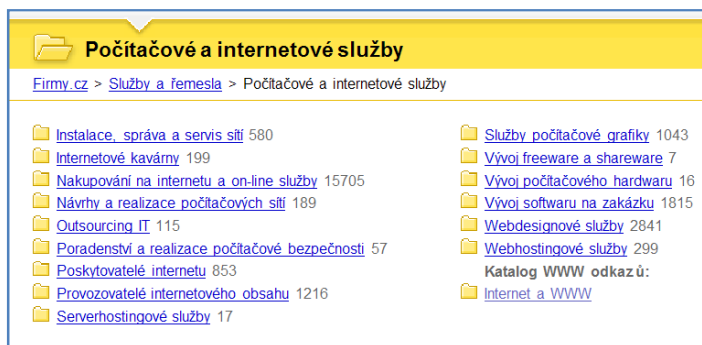 Počítačové a internetové služby
Firmy.cz > Služby a řemesla > Počítačové a internetové služby
Instalace, správa a servis sítí 580
Internetové kavárny 199
Nakupování na internetu a on-line služby 15705
Návrhy a realizace počítačových sítí 189
Outsourcing IT 115
Poradenství a realizace počítačové bezpečnosti 57
Poskytovatelé internetu 853
Provozovatelé internetového obsahu 1216
Serverhostingové služby 17
Služby počítačové grafiky 1043
Vývoj freeware a shareware 7
Vývoj počítačového hardwaru 16
Vývoj softwaru na zakázku 1815
Webdesignové služby 2841
Webhostingové služby 299
Katalog WWW odkazů:
Internet a WWW